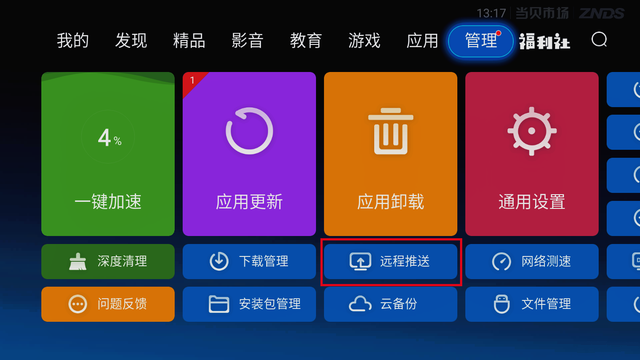 13:17 当贝市场 ZNDS
我的 发现 精品 影音 教育 游戏 应用 管理 福利社
4% 1
一键加速 应用更新 应用卸载 通用设置
深度清理 下载管理 远程推送 网络测速
问题反馈 安装包管理 云备份 文件管理